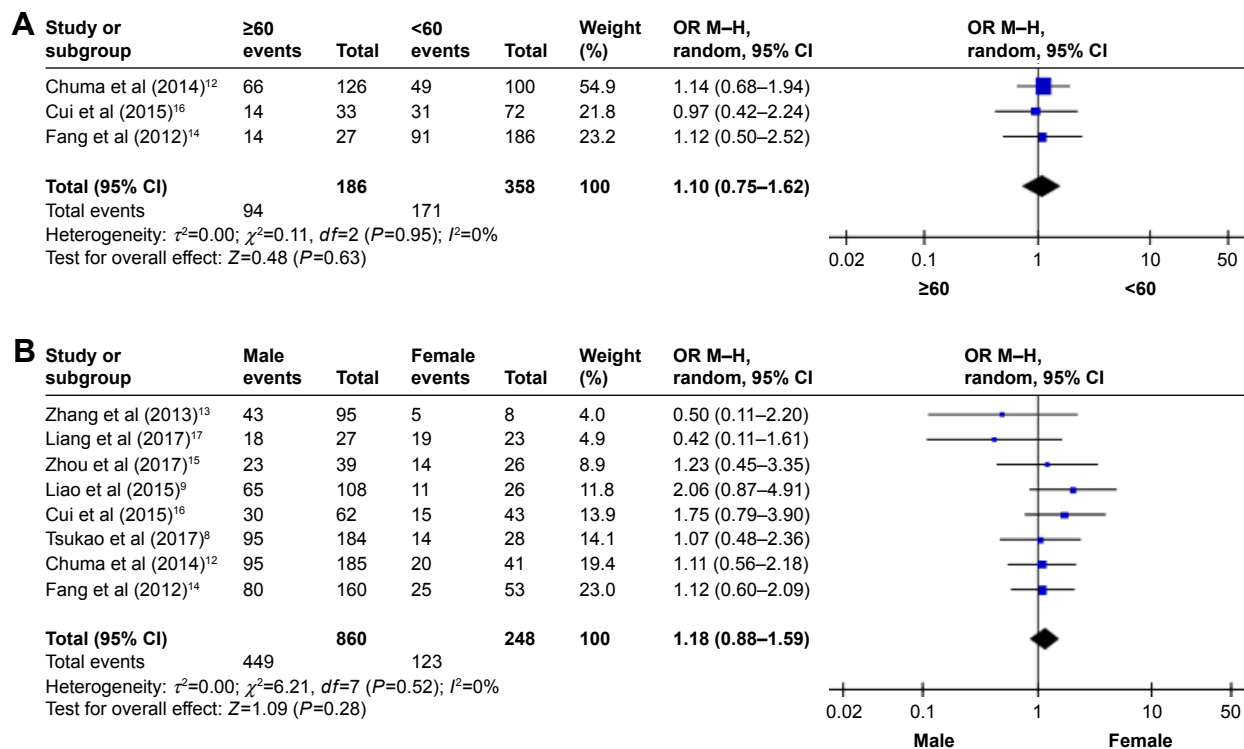 A Study or subgroup ≥60 events Total <60 events Total Weight (%) OR M–H, random, 95% CI OR M–H, random, 95% CI
Chuma et al (2014)¹² 66 126 49 100 54.9 1.14 (0.68–1.94)
Cui et al (2015)¹⁶ 14 33 31 72 21.8 0.97 (0.42–2.24)
Fang et al (2012)¹⁴ 14 27 91 186 23.2 1.12 (0.50–2.52)
Total (95% CI) 186 358 100 1.10 (0.75–1.62)
Total events 94 171
Heterogeneity: τ²=0.00; χ²=0.11, df=2 (P=0.95); I²=0%
Test for overall effect: Z=0.48 (P=0.63)
0.02 0.1 1 10 50
≥60 <60
B Study or subgroup Male events Total Female events Total Weight (%) OR M–H, random, 95% CI OR M–H, random, 95% CI
Zhang et al (2013)¹³ 43 95 5 8 4.0 0.50 (0.11–2.20)
Liang et al (2017)¹⁷ 18 27 19 23 4.9 0.42 (0.11–1.61)
Zhou et al (2017)¹⁵ 23 39 14 26 8.9 1.23 (0.45–3.35)
Liao et al (2015)⁹ 65 108 11 26 11.8 2.06 (0.87–4.91)
Cui et al (2015)¹⁶ 30 62 15 43 13.9 1.75 (0.79–3.90)
Tsukao et al (2017)⁸ 95 184 14 28 14.1 1.07 (0.48–2.36)
Chuma et al (2014)¹² 95 185 20 41 19.4 1.11 (0.56–2.18)
Fang et al (2012)¹⁴ 80 160 25 53 23.0 1.12 (0.60–2.09)
Total (95% CI) 860 248 100 1.18 (0.88–1.59)
Total events 449 123
Heterogeneity: τ²=0.00; χ²=6.21, df=7 (P=0.52); I²=0%
Test for overall effect: Z=1.09 (P=0.28)
0.02 0.1 1 10 50
Male Female